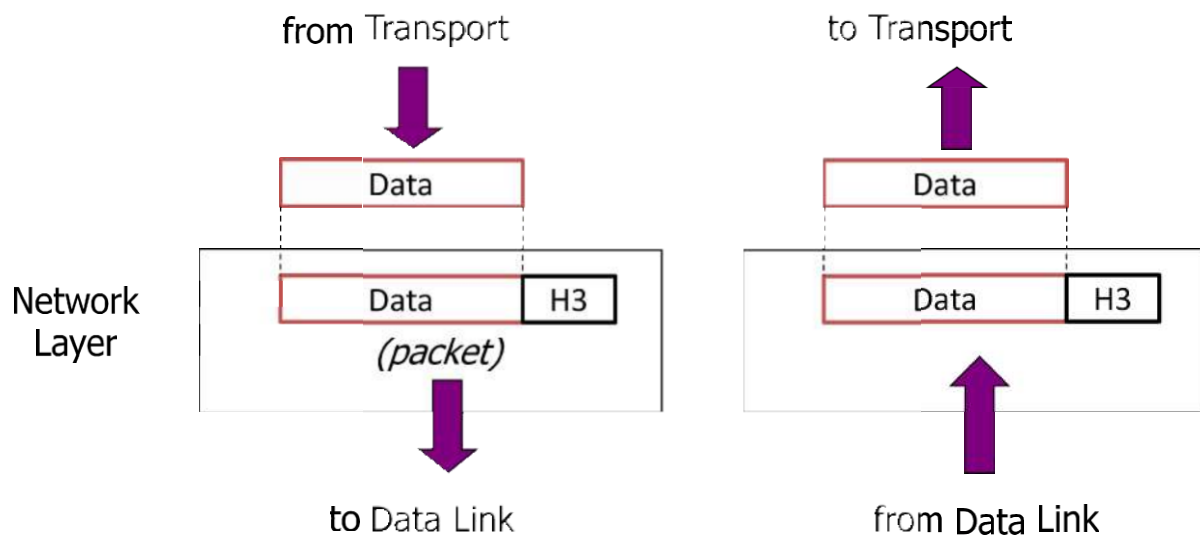 from Transport
to Transport
Data
Data
Network
Layer
Data
H3
Data
H3
(packet)
to Data Link
from Data Link